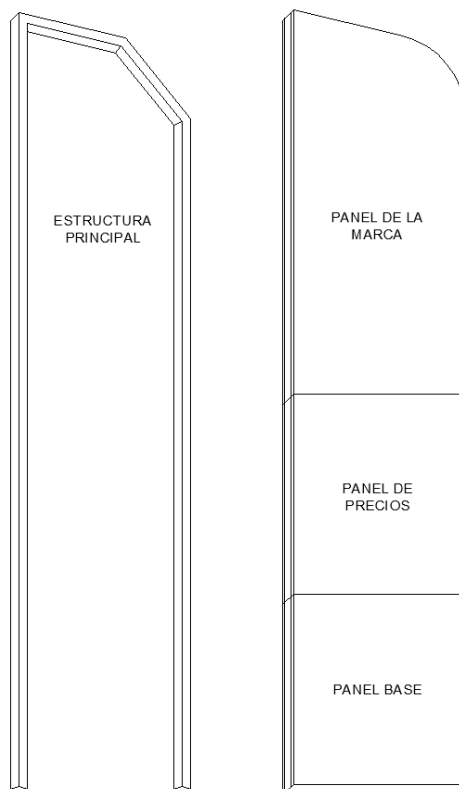 ESTRUCTURA
PRINCIPAL
PANEL DE LA
MARCA
PANEL DE
PRECIOS
PANEL BASE